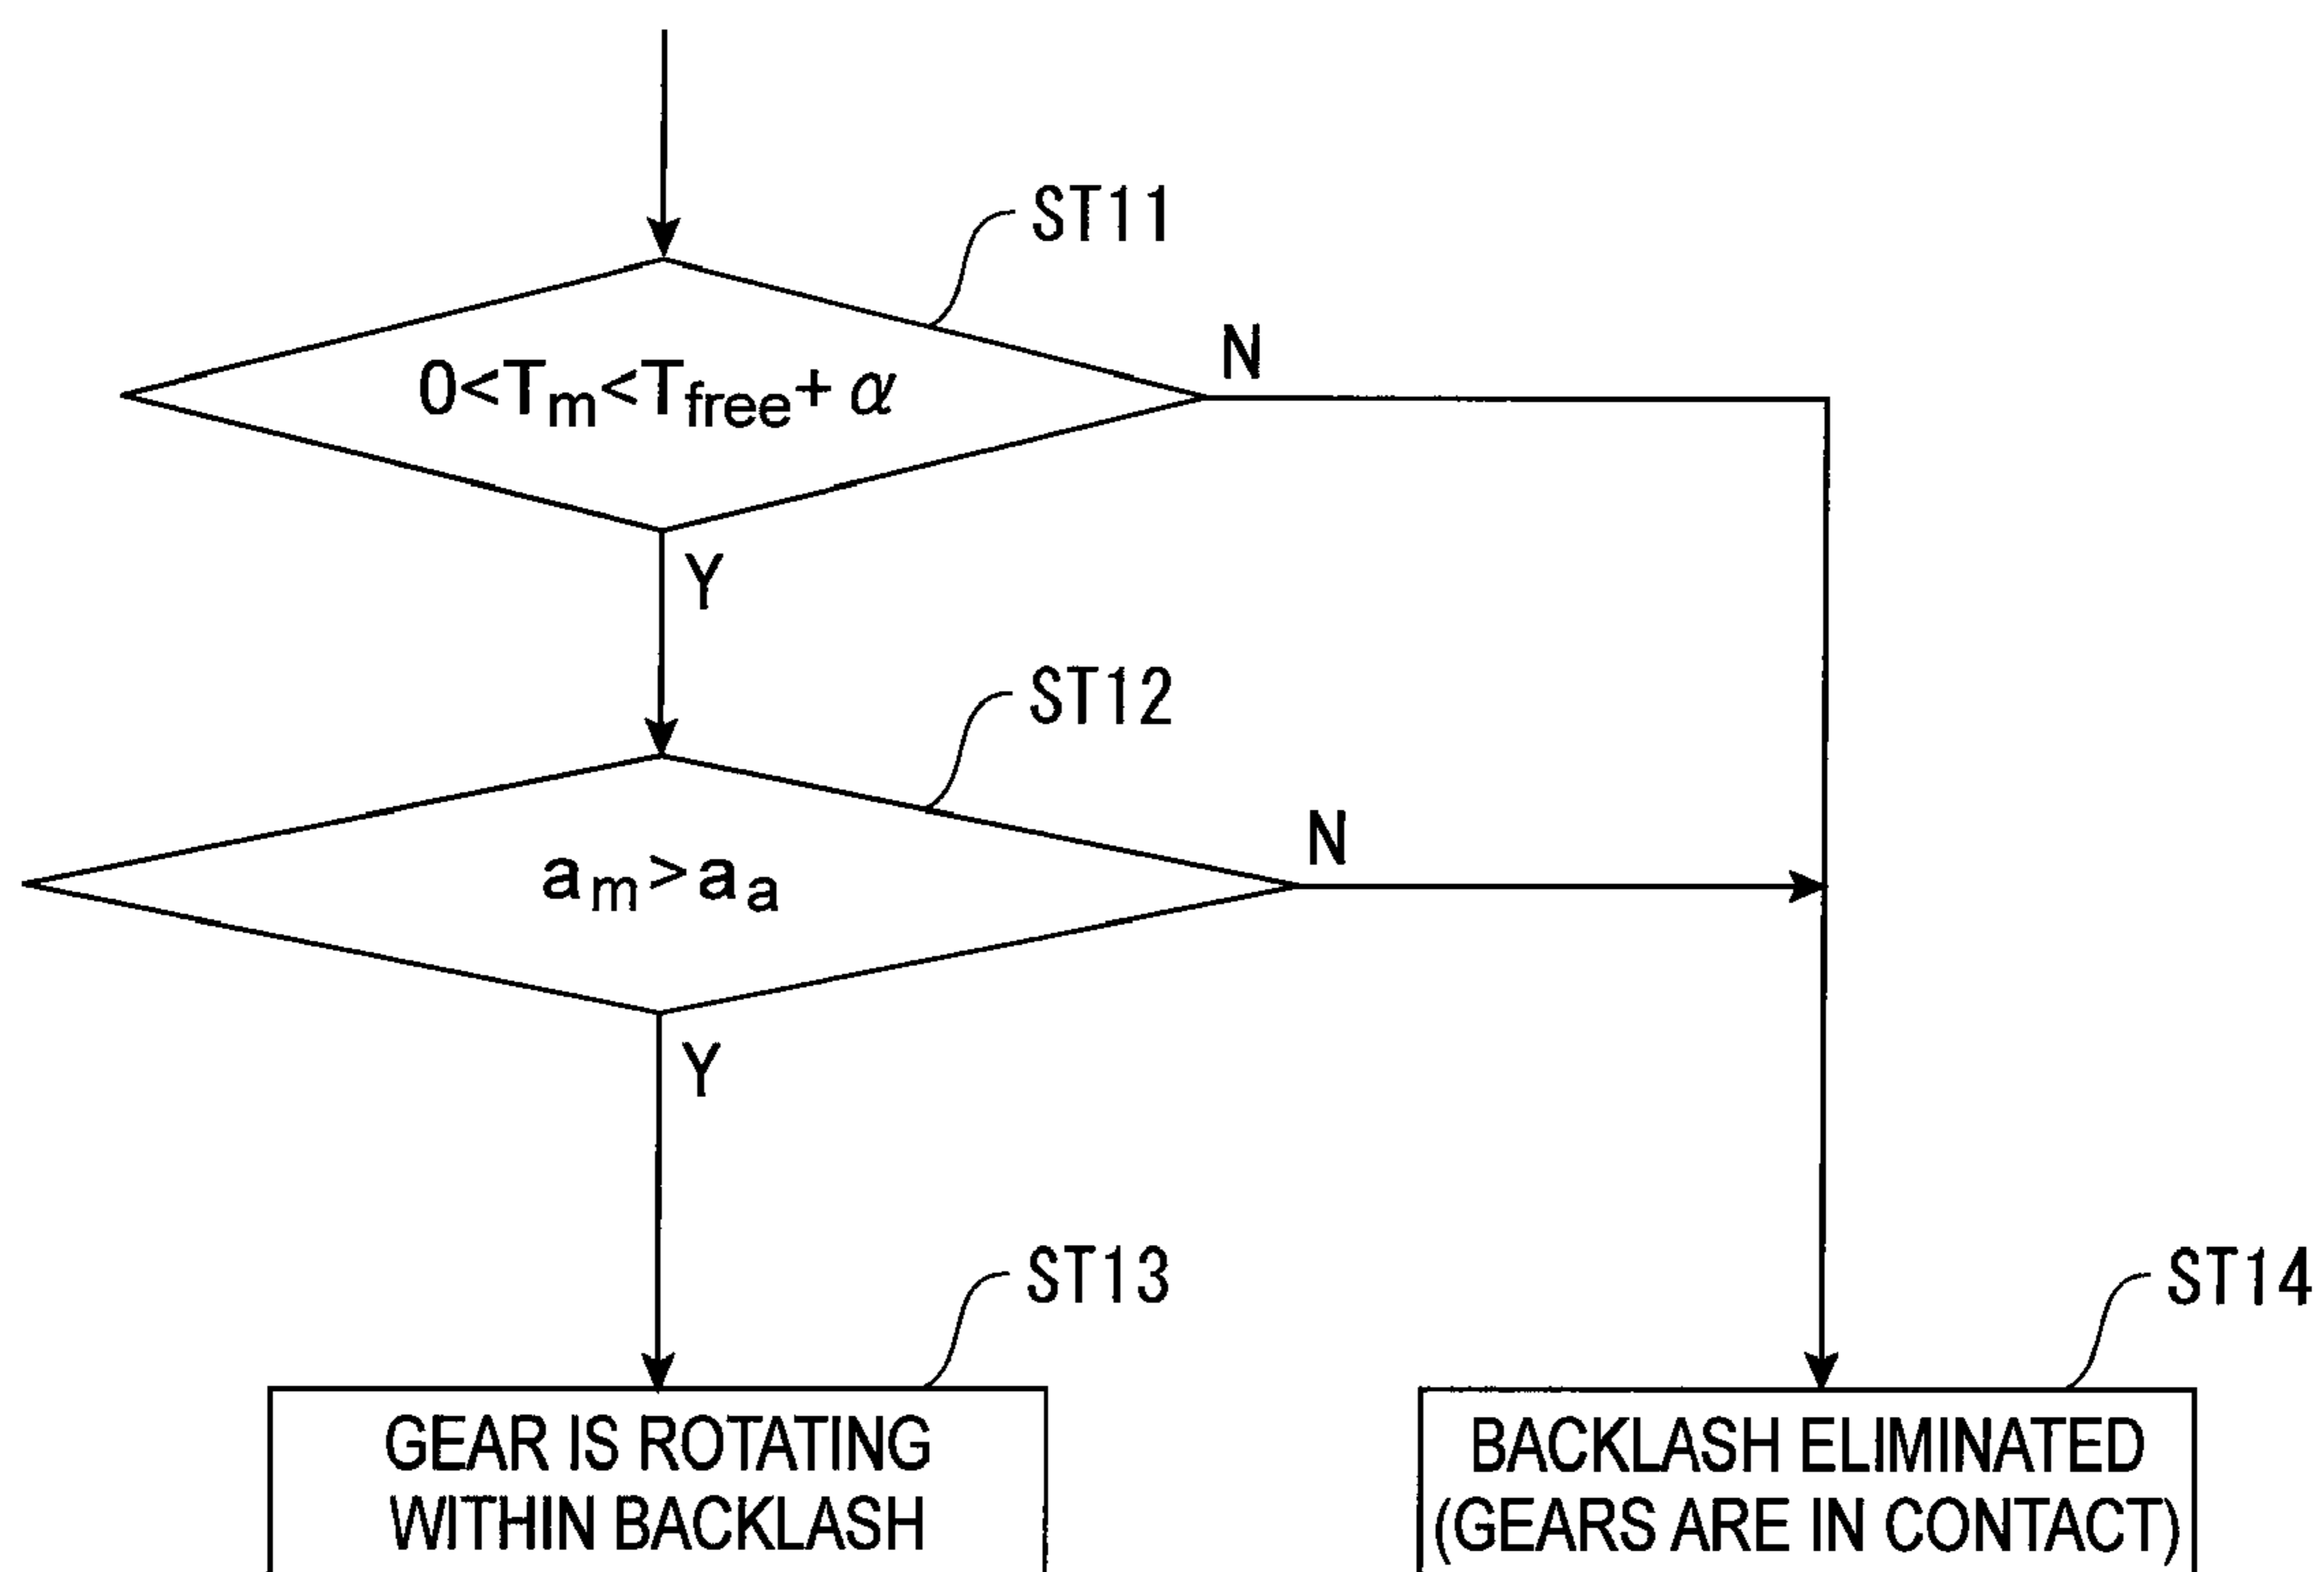 ST11
0<Tm<Tfree+α
N
Y
ST12
am>aa
N
Y
ST13
GEAR IS ROTATING
WITHIN BACKLASH
ST14
BACKLASH ELIMINATED
(GEARS ARE IN CONTACT)